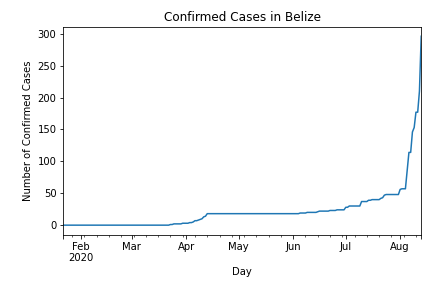 Confirmed Cases in Belize
Number of Confirmed Cases
300
250
200
150
100
50
0
Feb
2020
Mar
Apr
May
Jun
Jul
Aug
Day